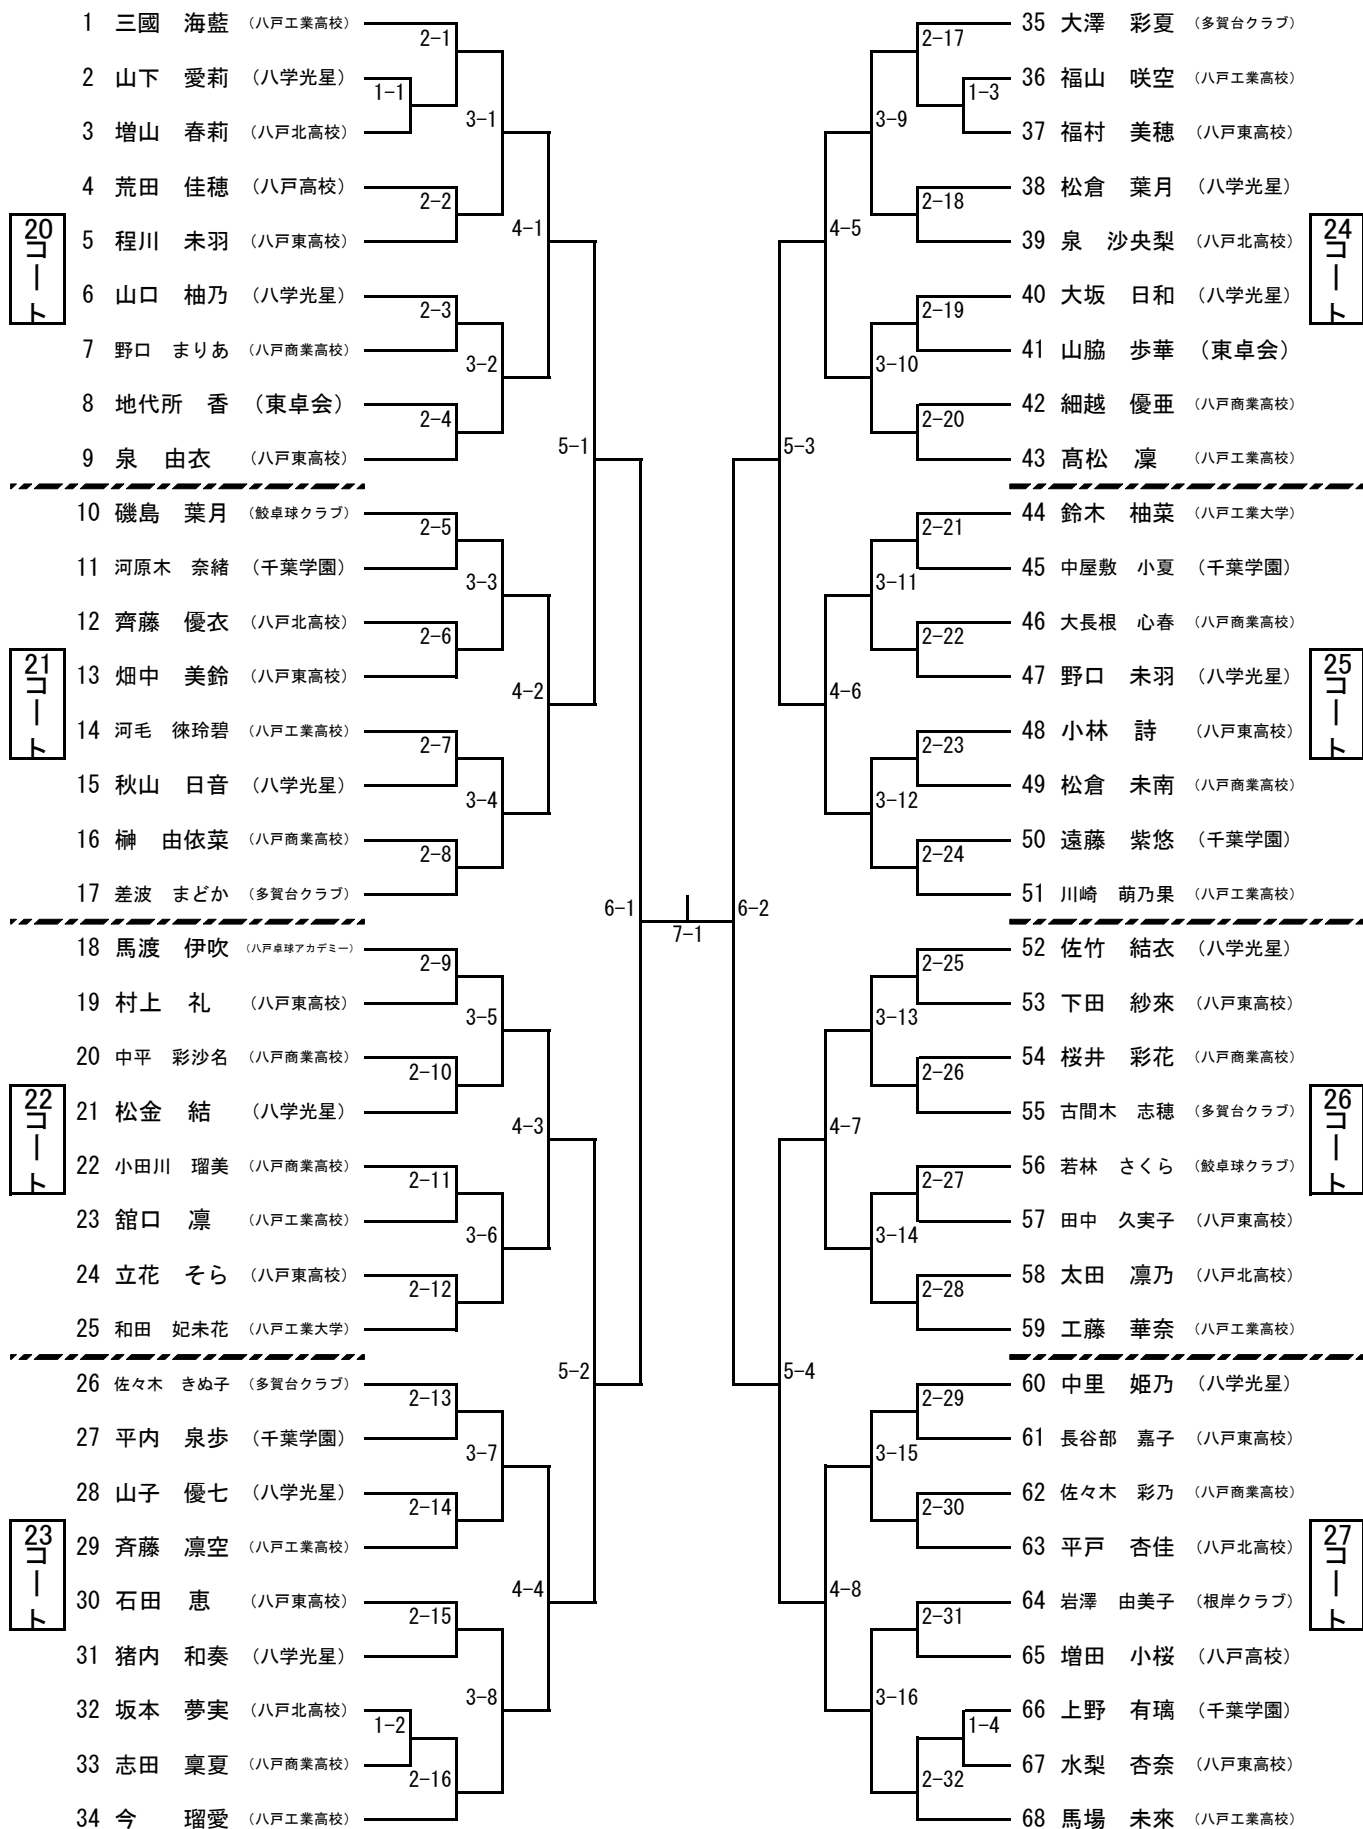 1 三國 海藍 (八戸工業高校)
2-1
2 山下 愛莉 (八学光星)
1-1
3 増山 春莉 (八戸北高校)
3-1
4 荒田 佳穂 (八戸高校)
2-2
5 程川 未羽 (八戸東高校)
4-1
20コート
6 山口 柚乃 (八学光星)
2-3
7 野口 まりあ (八戸商業高校)
3-2
8 地代所 香 (東卓会)
2-4
9 泉 由衣 (八戸東高校)
5-1
10 磯島 葉月 (鮫卓球クラブ)
2-5
11 河原木 奈緒 (千葉学園)
3-3
12 齊藤 優衣 (八戸北高校)
2-6
13 畑中 美鈴 (八戸東高校)
4-2
21コート
14 河毛 徠玲碧 (八戸工業高校)
2-7
15 秋山 日音 (八学光星)
3-4
16 榊 由依菜 (八戸商業高校)
2-8
17 差波 まどか (多賀台クラブ)
6-1
18 馬渡 伊吹 (八戸卓球アカデミー)
2-9
19 村上 礼 (八戸東高校)
3-5
20 中平 彩沙名 (八戸商業高校)
2-10
21 松金 結 (八学光星)
4-3
22コート
22 小田川 瑠美 (八戸商業高校)
2-11
23 舘口 凛 (八戸工業高校)
3-6
24 立花 そら (八戸東高校)
2-12
25 和田 妃未花 (八戸工業大学)
5-2
26 佐々木 きぬ子 (多賀台クラブ)
2-13
27 平内 泉歩 (千葉学園)
3-7
28 山子 優七 (八学光星)
2-14
29 斉藤 凛空 (八戸工業高校)
4-4
23コート
30 石田 恵 (八戸東高校)
2-15
31 猪内 和奏 (八学光星)
3-8
32 坂本 夢実 (八戸北高校)
1-2
33 志田 稟夏 (八戸商業高校)
2-16
34 今 瑠愛 (八戸工業高校)
7-1
35 大澤 彩夏 (多賀台クラブ)
2-17
36 福山 咲空 (八戸工業高校)
1-3
37 福村 美穂 (八戸東高校)
3-9
38 松倉 葉月 (八学光星)
2-18
39 泉 沙央梨 (八戸北高校)
4-5
24コート
40 大坂 日和 (八学光星)
2-19
41 山脇 歩華 (東卓会)
3-10
42 細越 優亜 (八戸商業高校)
2-20
43 髙松 凜 (八戸工業高校)
5-3
44 鈴木 柚菜 (八戸工業大学)
2-21
45 中屋敷 小夏 (千葉学園)
3-11
46 大長根 心春 (八戸商業高校)
2-22
47 野口 未羽 (八学光星)
4-6
25コート
48 小林 詩 (八戸東高校)
2-23
49 松倉 未南 (八戸商業高校)
3-12
50 遠藤 紫悠 (千葉学園)
2-24
51 川崎 萌乃果 (八戸工業高校)
6-2
52 佐竹 結衣 (八学光星)
2-25
53 下田 紗來 (八戸東高校)
3-13
54 桜井 彩花 (八戸商業高校)
2-26
55 古間木 志穂 (多賀台クラブ)
4-7
26コート
56 若林 さくら (鮫卓球クラブ)
2-27
57 田中 久実子 (八戸東高校)
3-14
58 太田 凛乃 (八戸北高校)
2-28
59 工藤 華奈 (八戸工業高校)
5-4
60 中里 姫乃 (八学光星)
2-29
61 長谷部 嘉子 (八戸東高校)
3-15
62 佐々木 彩乃 (八戸商業高校)
2-30
63 平戸 杏佳 (八戸北高校)
4-8
27コート
64 岩澤 由美子 (根岸クラブ)
2-31
65 増田 小桜 (八戸高校)
3-16
66 上野 有璃 (千葉学園)
1-4
67 水梨 杏奈 (八戸東高校)
2-32
68 馬場 未來 (八戸工業高校)